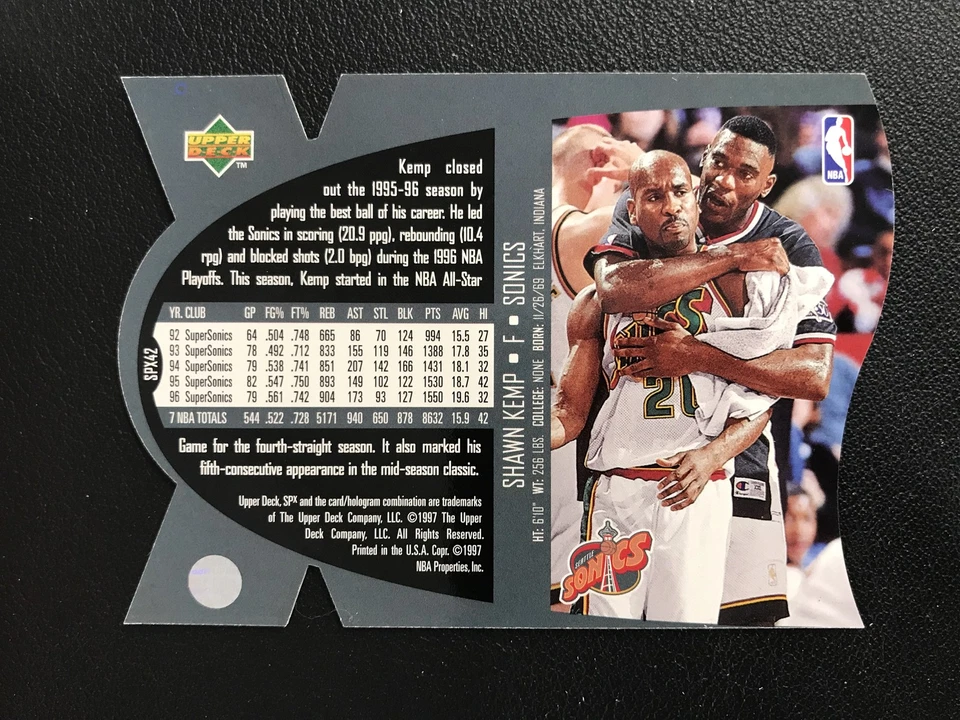 UPPER
DECK
TM
Kemp closed
out the 1995-96 season by
playing the best ball of his career. He led
the Sonics in scoring (20.9 ppg), rebounding (10.4
rpg) and blocked shots (2.0 bpg) during the 1996 NBA
Playoffs. This season, Kemp started in the NBA All-Star
YR. CLUB GP FG% FT% REB AST STL BLK PTS AVG HI
92 SuperSonics 64 .504 .748 665 86 70 124 994 15.5 27
93 SuperSonics 78 .492 .712 833 155 119 146 1388 17.8 35
94 SuperSonics 79 .538 .741 851 207 142 166 1431 18.1 32
95 SuperSonics 82 .547 .750 893 149 102 122 1530 18.7 42
96 SuperSonics 79 .561 .742 904 173 93 127 1550 19.6 32
7 NBA TOTALS 544 .522 .728 5171 940 650 878 8632 15.9 42
SPX42
Game for the fourth-straight season. It also marked his
fifth-consecutive appearance in the mid-season classic.
Upper Deck, SPx and the card/hologram combination are trademarks
of The Upper Deck Company, LLC. ©1997 The Upper
Deck Company, LLC. All Rights Reserved.
Printed in the U.S.A. Copr. ©1997
NBA Properties, Inc.
SHAWN KEMP • F • SONICS
HT: 6'10" WT: 256 LBS. COLLEGE: NONE BORN: 11/26/69 ELKHART, INDIANA
NBA
20
SEATTLE
SONICS